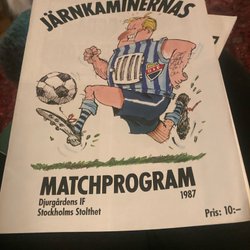 JÄRNKAMINERNAS
MATCHPROGRAM
1987
Djurgårdens IF
Stockholms Stolthet
Pris: 10:-